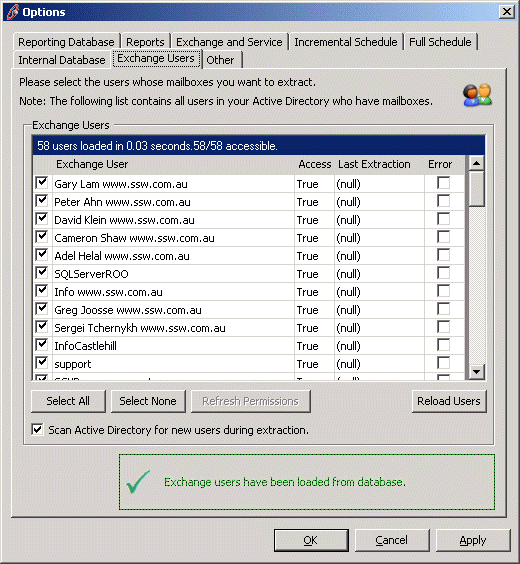 Options
Reporting Database Reports Exchange and Service Incremental Schedule Full Schedule
Internal Database Exchange Users Other
Please select the users whose mailboxes you want to extract.
Note: The following list contains all users in your Active Directory who have mailboxes.
Exchange Users
58 users loaded in 0.03 seconds.58/58 accessible.
Exchange User Access Last Extraction Error
Gary Lam www.ssw.com.au True (null)
Peter Ahn www.ssw.com.au True (null)
David Klein www.ssw.com.au True (null)
Cameron Shaw www.ssw.com.au True (null)
Adel Helal www.ssw.com.au True (null)
SQLServerROO True (null)
Info www.ssw.com.au True (null)
Greg Joosse www.ssw.com.au True (null)
Sergei Tchernykh www.ssw.com.au True (null)
InfoCastlehill True (null)
support True (null)
Select All Select None Refresh Permissions Reload Users
Scan Active Directory for new users during extraction.
Exchange users have been loaded from database.
OK Cancel Apply